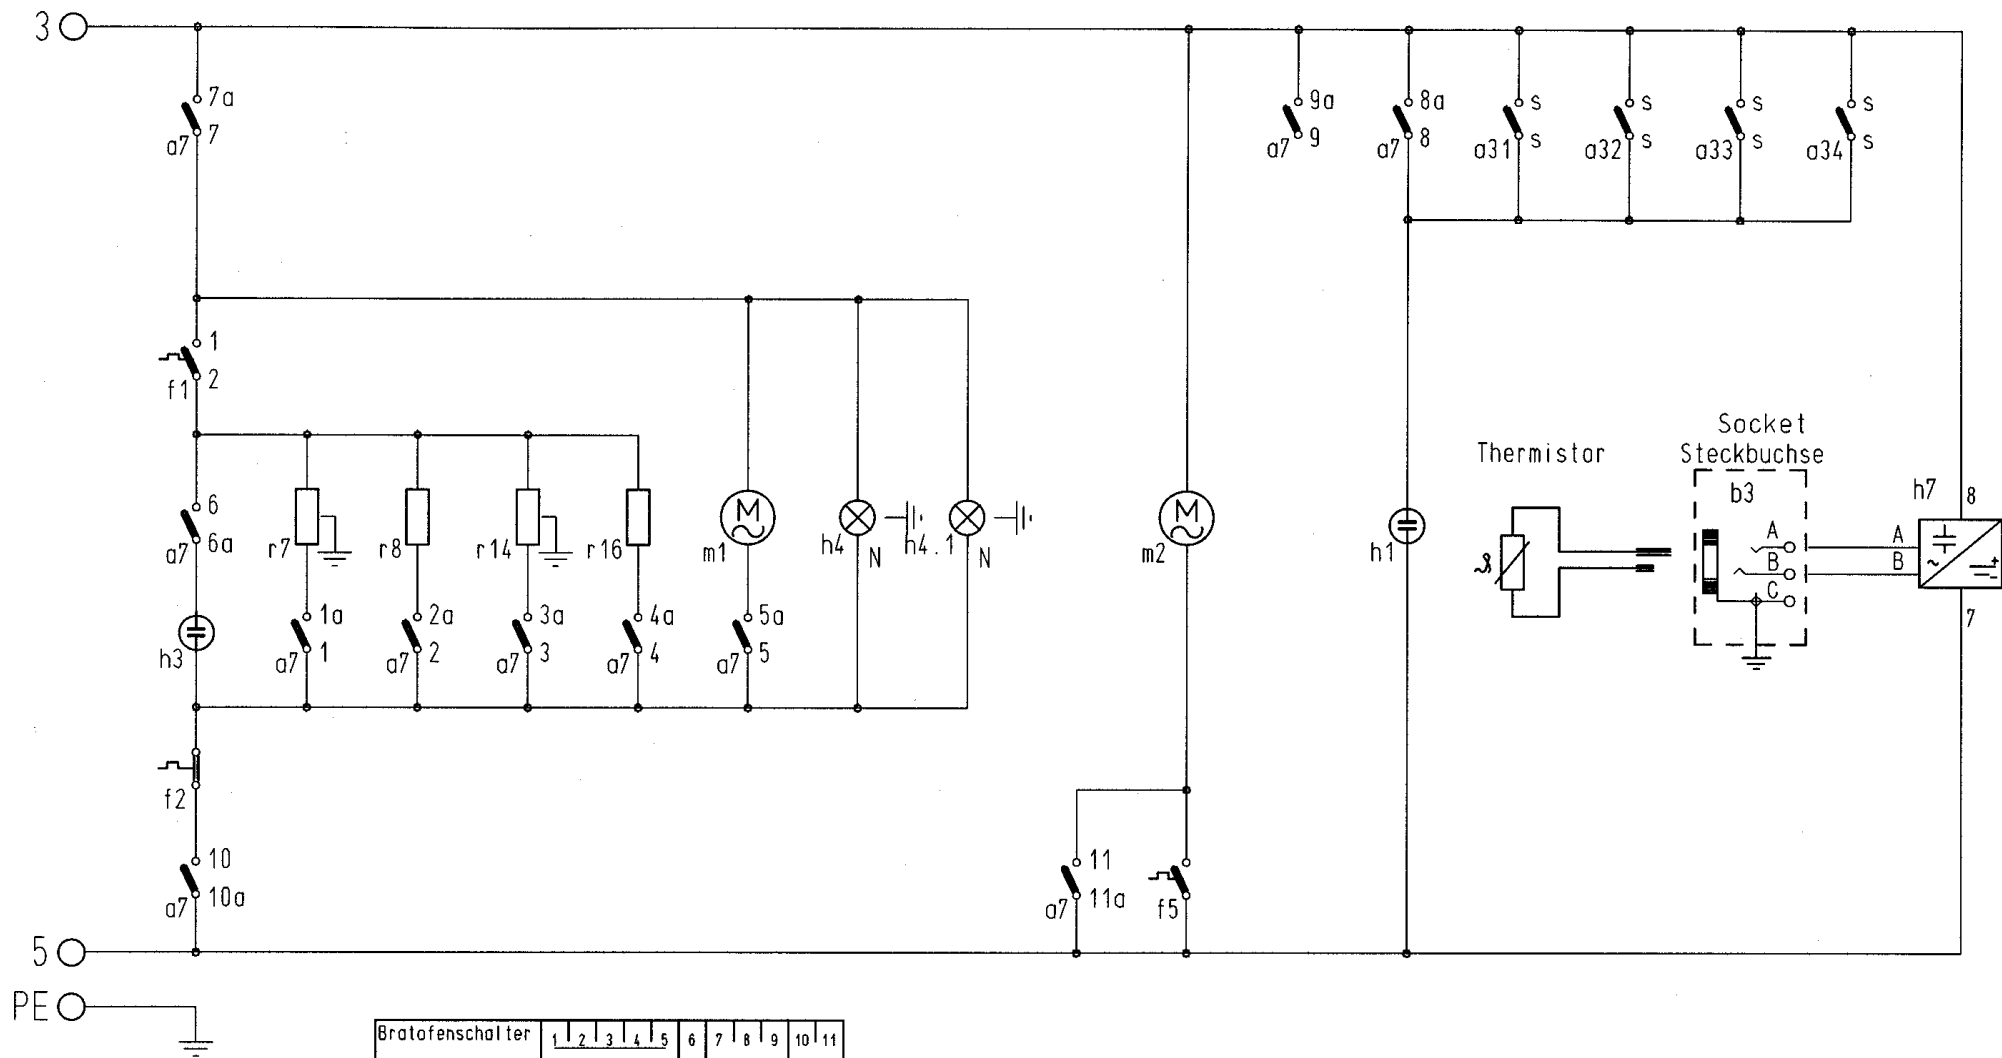 3
7a
7
a7
9a
9
a7
8a
8
a7
s
s
a31
s
s
a32
s
s
a33
s
s
a34
1
2
f1
Socket
Steckbuchse
Thermistor
b3
h7
8
6
6a
a7
r7
r8
r14
r16
M
m1
h4
N
h4.1
N
M
m2
h1
ϑ
A
B
C
A
B
7
h3
1a
1
a7
2a
2
a7
3a
3
a7
4a
4
a7
5a
5
a7
f2
10
10a
a7
11
11a
a7
f5
5
PE
Bratofenschalter 1 2 3 4 5 6 7 8 9 10 11